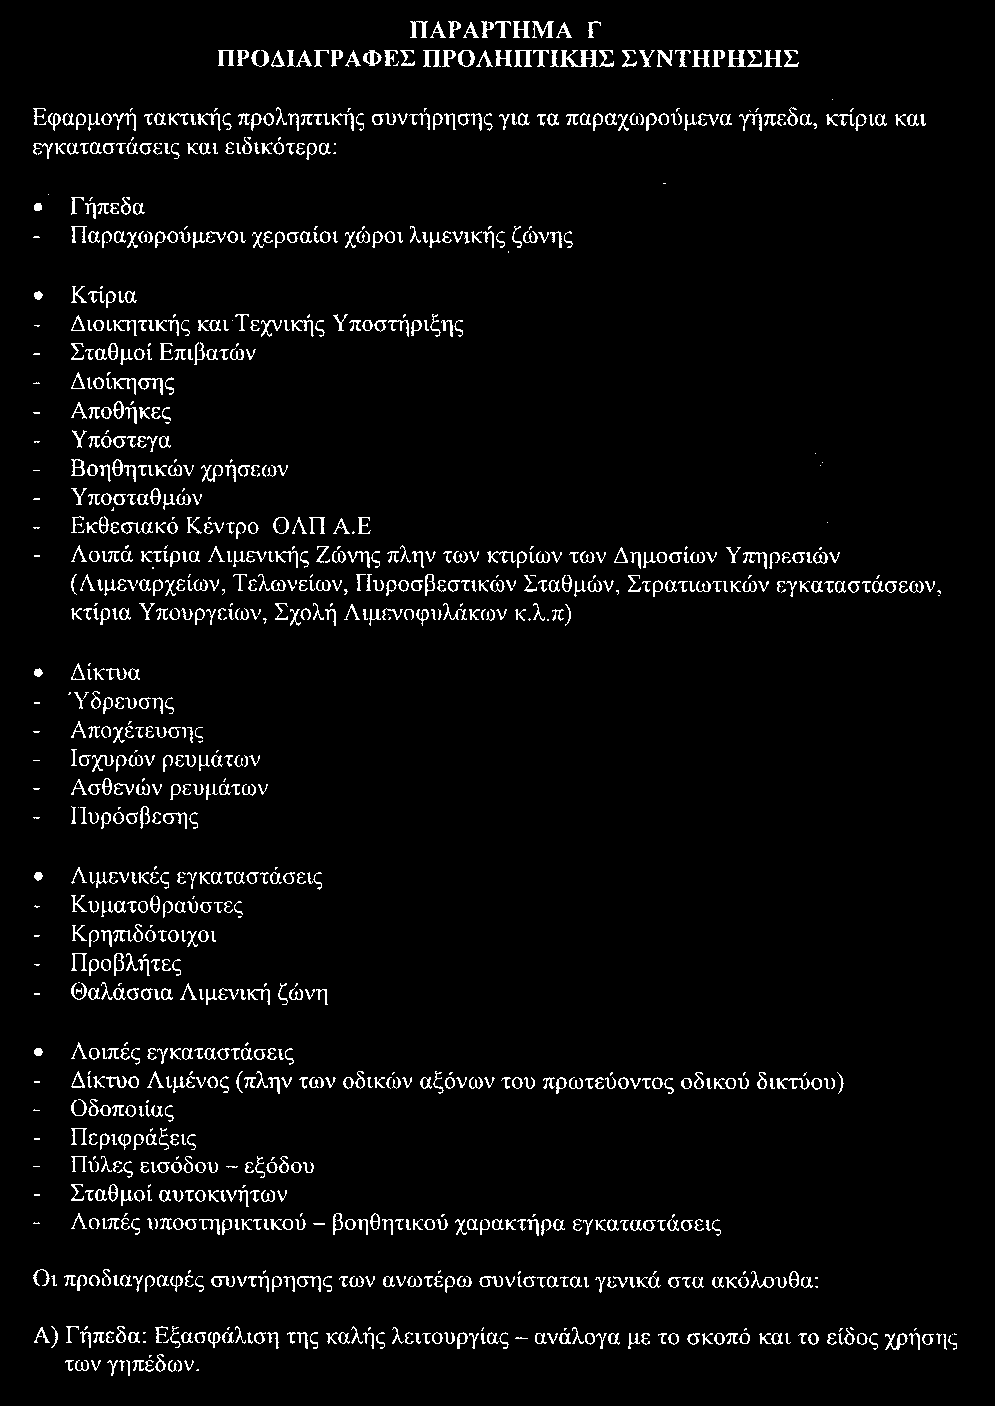 ΠΑΡΑΡΤΗΜΑ Γ
ΠΡΟΔΙΑΓΡΑΦΕΣ ΠΡΟΛΗΠΤΙΚΗΣ ΣΥΝΤΗΡΗΣΗΣ
Εφαρμογή τακτικής προληπτικής συντήρησης για τα παραχωρούμενα γήπεδα, κτίρια και
εγκαταστάσεις και ειδικότερα:
• Γήπεδα
- Παραχωρούμενοι χερσαίοι χώροι λιμενικής ζώνης
• Κτίρια
- Διοικητικής και Τεχνικής Υποστήριξης
- Σταθμοί Επιβατών
- Διοίκησης
- Αποθήκες
- Υπόστεγα
- Βοηθητικών χρήσεων
- Υποσταθμών
- Εκθεσιακό Κέντρο ΟΛΠ Α.Ε
- Λοιπά κτίρια Λιμενικής Ζώνης πλην των κτιρίων των Δημοσίων Υπηρεσιών
(Λιμεναρχείων, Τελωνείων, Πυροσβεστικών Σταθμών, Στρατιωτικών εγκαταστάσεων,
κτίρια Υπουργείων, Σχολή Λιμενοφυλάκων κ.λ.π)
• Δίκτυα
- Ύδρευσης
- Αποχέτευσης
- Ισχυρών ρευμάτων
- Ασθενών ρευμάτων
- Πυρόσβεσης
• Λιμενικές εγκαταστάσεις
- Κυματοθραύστες
- Κρηπιδότοιχοι
- Προβλήτες
- Θαλάσσια Λιμενική ζώνη
• Λοιπές εγκαταστάσεις
- Δίκτυο Λιμένος (πλην των οδικών αξόνων του πρωτεύοντος οδικού δικτύου)
- Οδοποιίας
- Περιφράξεις
- Πύλες εισόδου – εξόδου
- Σταθμοί αυτοκινήτων
- Λοιπές υποστηρικτικού – βοηθητικού χαρακτήρα εγκαταστάσεις
Οι προδιαγραφές συντήρησης των ανωτέρω συνίσταται γενικά στα ακόλουθα:
Α) Γήπεδα: Εξασφάλιση της καλής λειτουργίας – ανάλογα με το σκοπό και το είδος χρήσης
των γηπέδων.